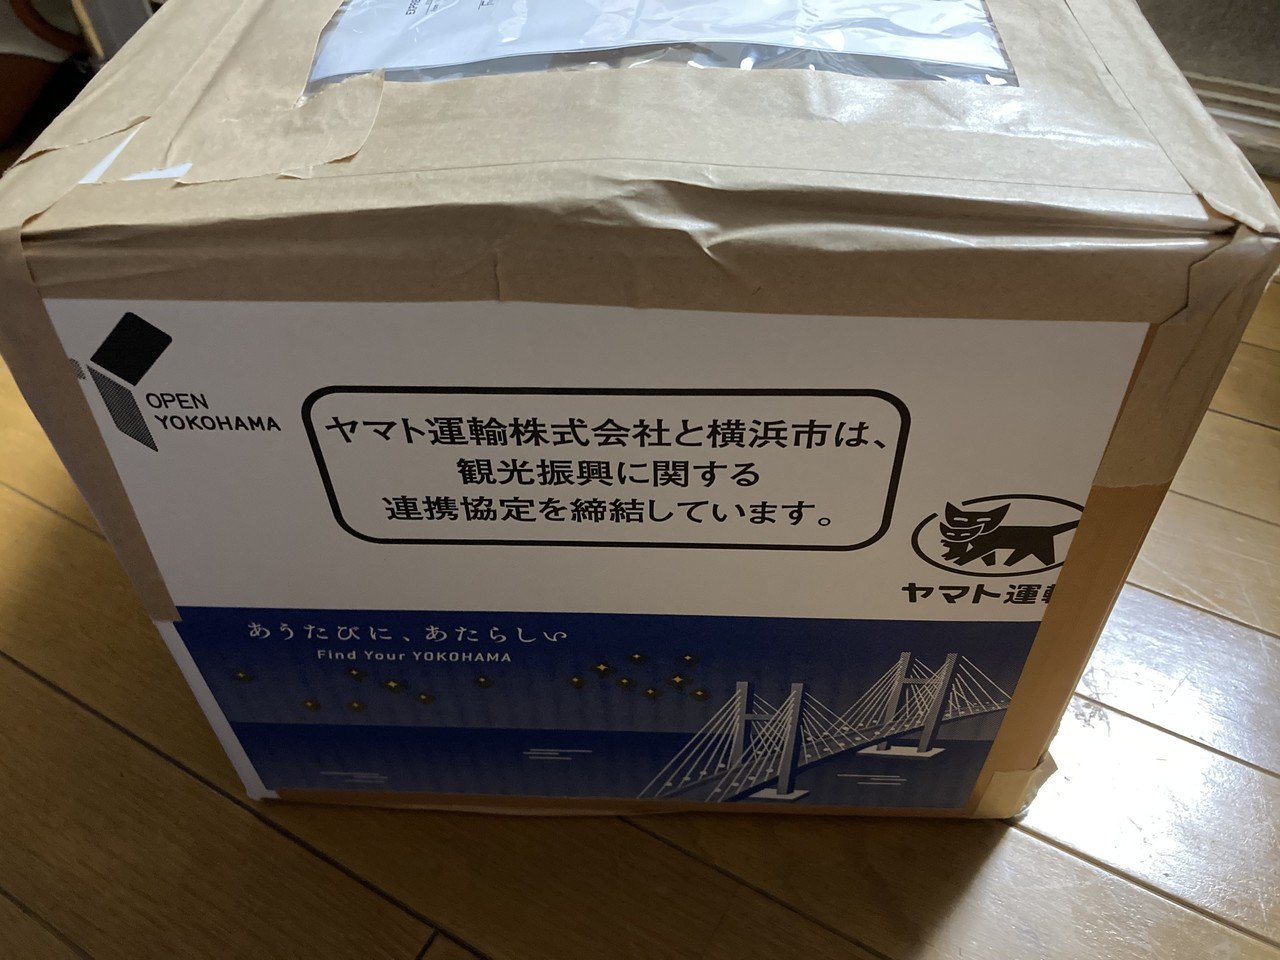 OPEN
YOKOHAMA
ヤマト運輸株式会社と横浜市は、
観光振興に関する
連携協定を締結しています。
ヤマト運
あうたびに、あたらしい
Find Your YOKOHAMA